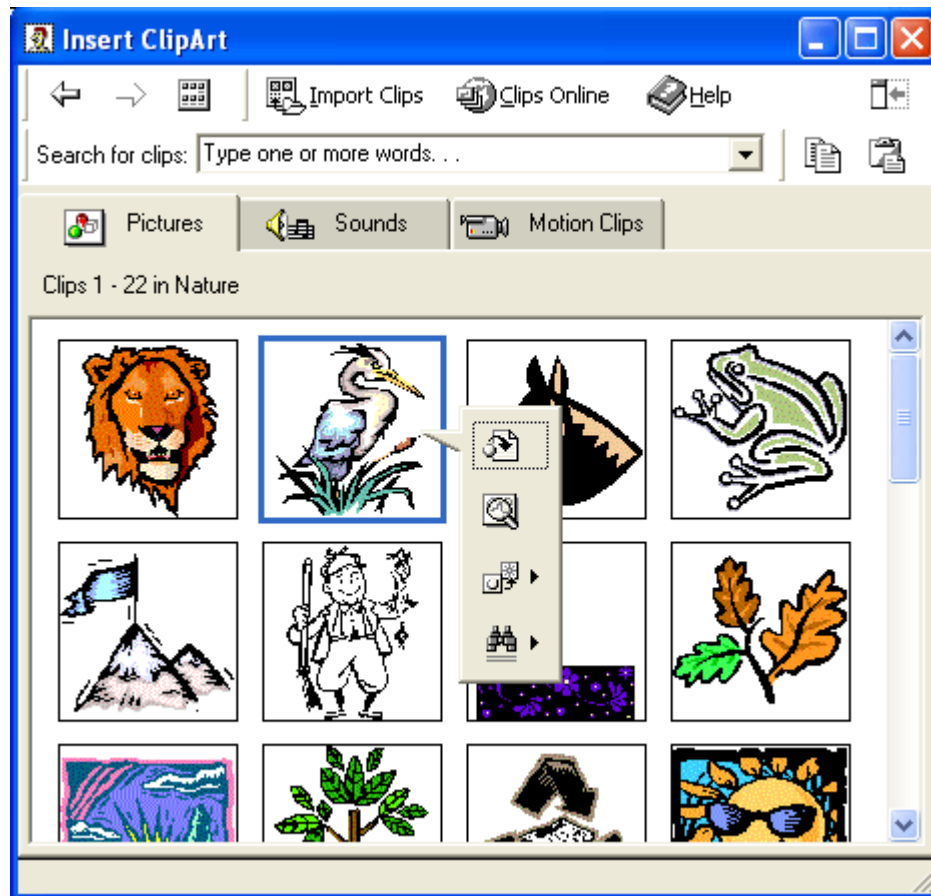 Insert ClipArt
Import Clips Clips Online Help
Search for clips: Type one or more words. . .
Pictures Sounds Motion Clips
Clips 1 - 22 in Nature